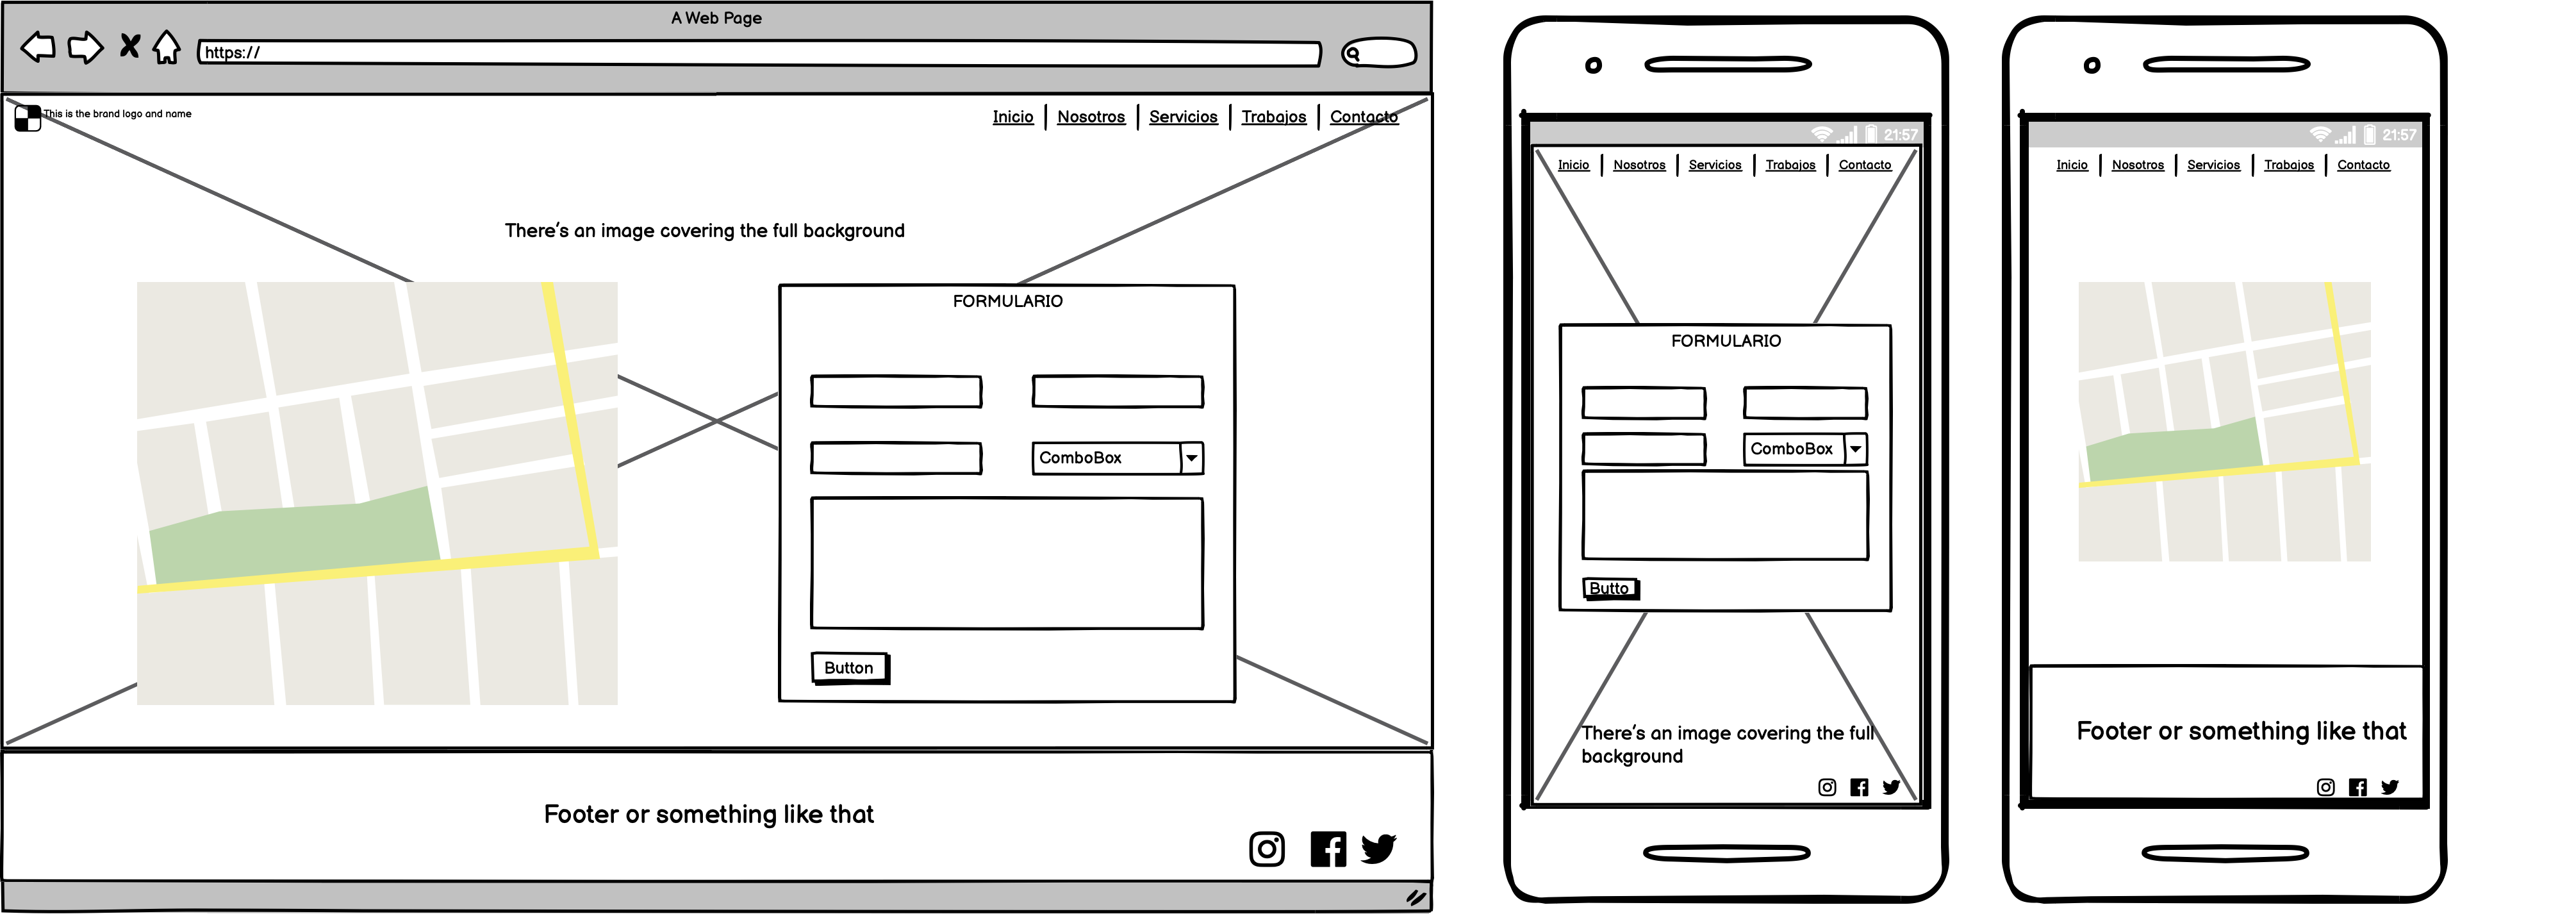 A Web Page
https://
This is the brand logo and name
Inicio Nosotros Servicios Trabajos Contacto
There's an image covering the full background
FORMULARIO
ComboBox
Button
Footer or something like that
21:57
Inicio Nosotros Servicios Trabajos Contacto
FORMULARIO
ComboBox
Butto
There's an image covering the full
background
21:57
Inicio Nosotros Servicios Trabajos Contacto
Footer or something like that